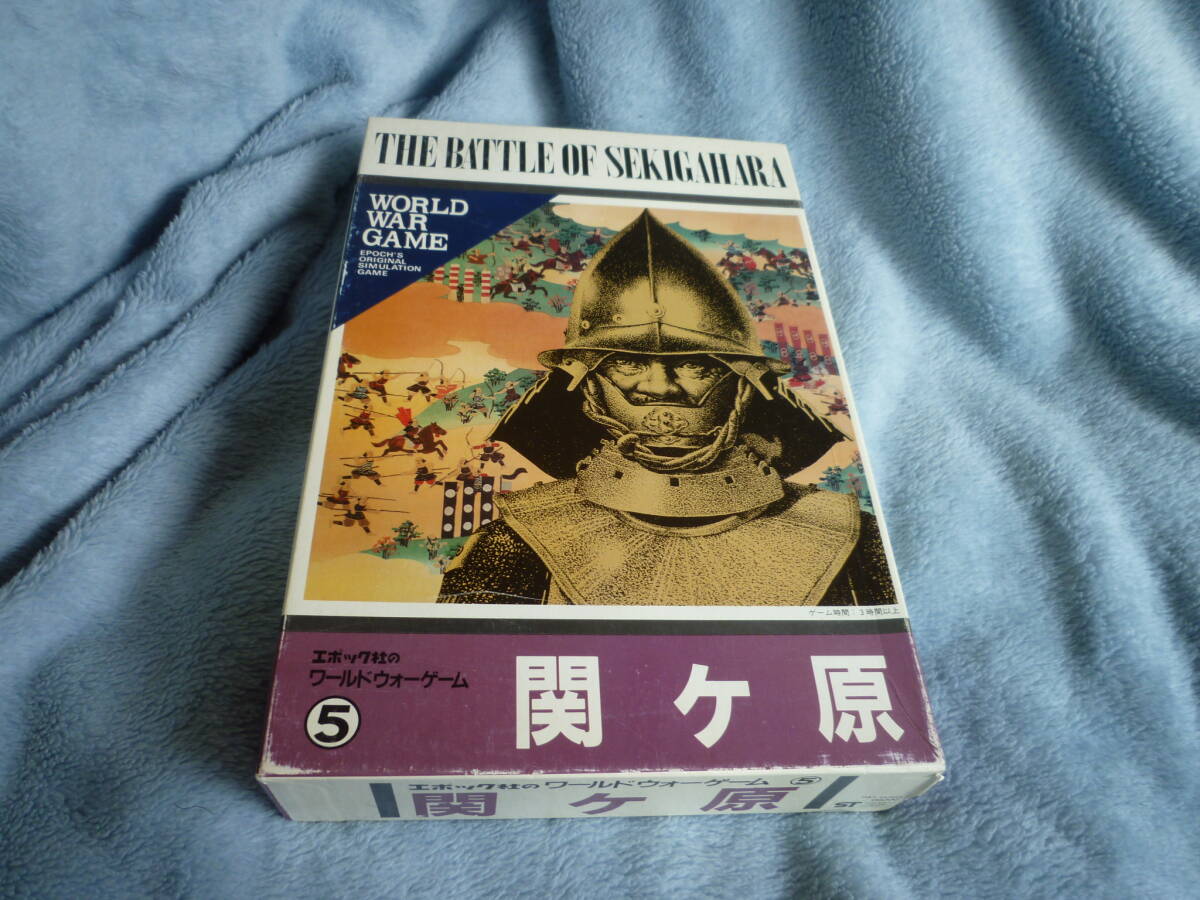 THE BATTLE OF SEKIGAHARA
WORLD
WAR
GAME
EPOCH'S
ORIGINAL
SIMULATION
GAME
ゲーム時間:3時間以上
エポック社の
ワールドウォーゲーム
⑤
関ヶ原
エポック社のワールドウォーゲーム ⑤
関ヶ原
ST